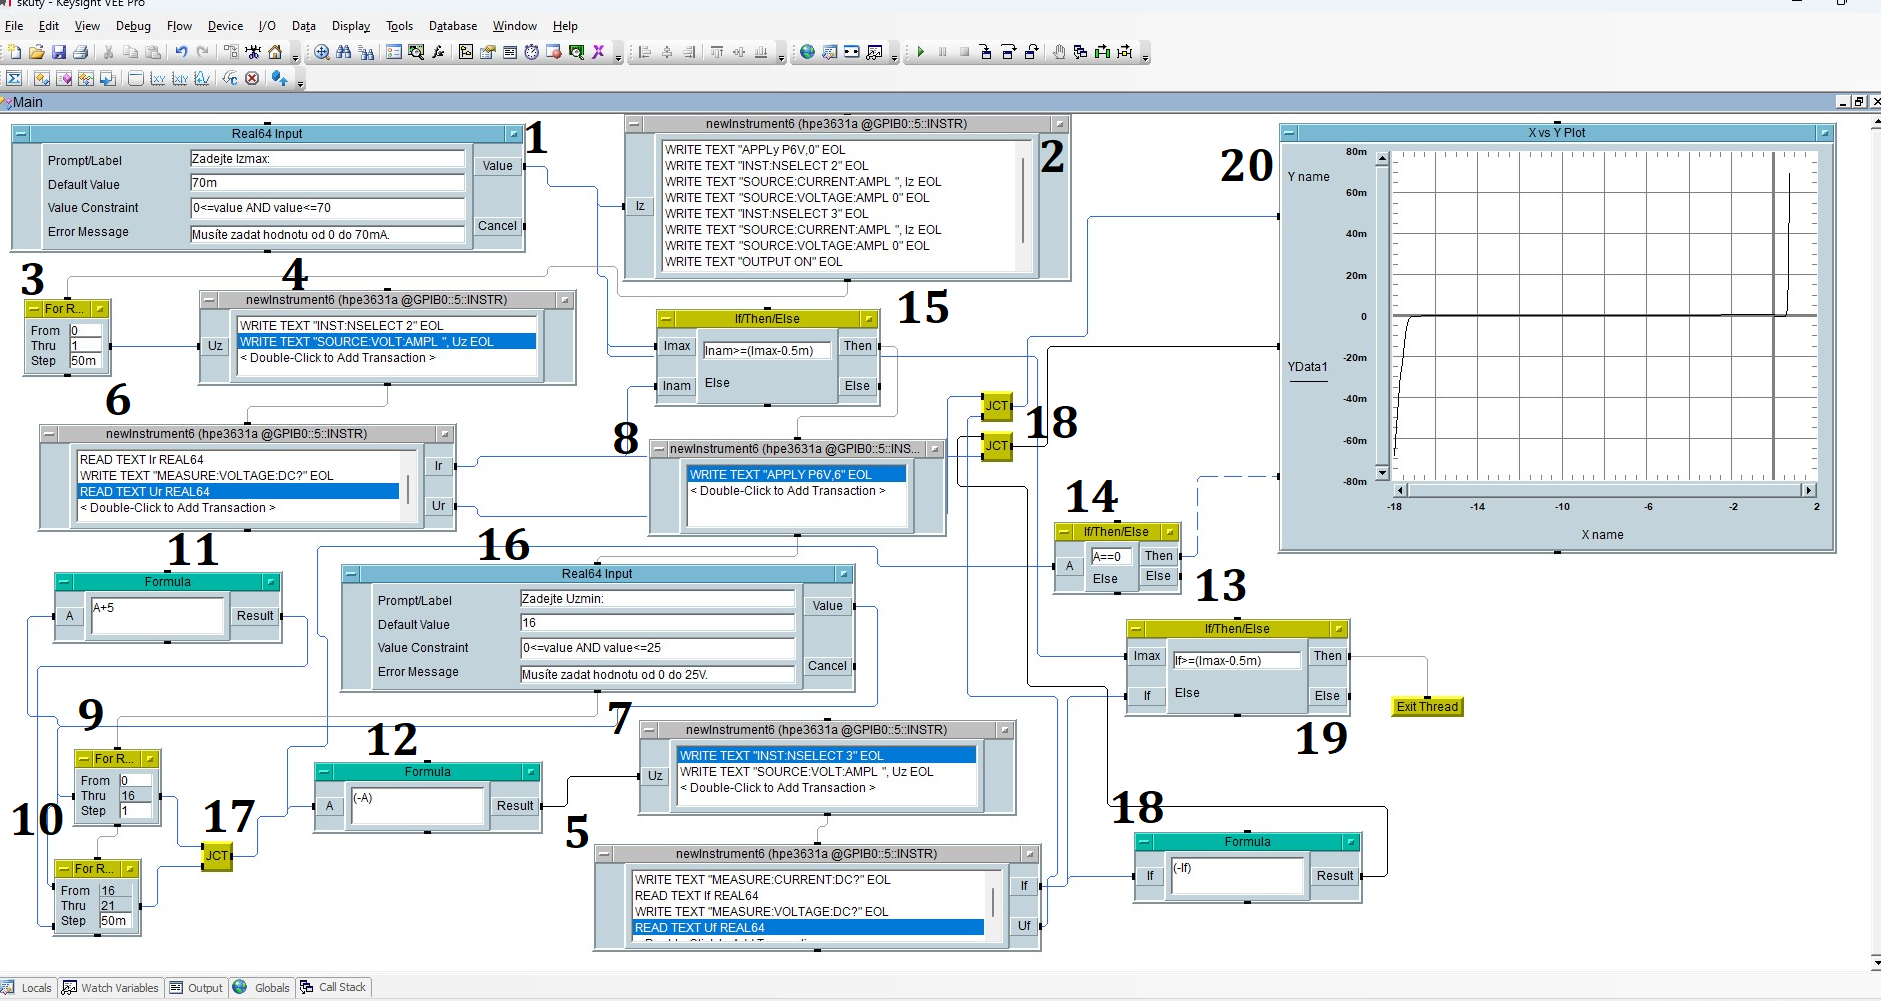 skuty - Keysight VEE Pro
File Edit View Debug Flow Device I/O Data Display Tools Database Window Help
Main
Real64 Input
Prompt/Label Zadejte Izmax:
Default Value 70m
Value Constraint 0<=value AND value<=70
Error Message Musíte zadat hodnotu od 0 do 70mA.
Value
Cancel
1
newInstrument6 (hpe3631a @GPIB0::5::INSTR)
Iz
WRITE TEXT "APPLy P6V,0" EOL
WRITE TEXT "INST:NSELECT 2" EOL
WRITE TEXT "SOURCE:CURRENT:AMPL ", Iz EOL
WRITE TEXT "SOURCE:VOLTAGE:AMPL 0" EOL
WRITE TEXT "INST:NSELECT 3" EOL
WRITE TEXT "SOURCE:CURRENT:AMPL ", Iz EOL
WRITE TEXT "SOURCE:VOLTAGE:AMPL 0" EOL
WRITE TEXT "OUTPUT ON" EOL
2
20
X vs Y Plot
Y name
YData1
80m
60m
40m
20m
0
-20m
-40m
-60m
-80m
-18 -14 -10 -6 -2 2
X name
3
For R...
From 0
Thru 1
Step 50m
4
newInstrument6 (hpe3631a @GPIB0::5::INSTR)
Uz
WRITE TEXT "INST:NSELECT 2" EOL
WRITE TEXT "SOURCE:VOLT:AMPL ", Uz EOL
< Double-Click to Add Transaction >
15
If/Then/Else
Imax
Inam
Inam>=(Imax-0.5m)
Else
Then
Else
6
newInstrument6 (hpe3631a @GPIB0::5::INSTR)
READ TEXT Ir REAL64
WRITE TEXT "MEASURE:VOLTAGE:DC?" EOL
READ TEXT Ur REAL64
< Double-Click to Add Transaction >
Ir
Ur
8
newInstrument6 (hpe3631a @GPIB0::5::INS...
WRITE TEXT "APPLY P6V,6" EOL
< Double-Click to Add Transaction >
JCT
JCT
18
14
If/Then/Else
A
A==0
Else
Then
Else
13
If/Then/Else
Imax
If
If>=(Imax-0.5m)
Else
Then
Else
19
Exit Thread
11
Formula
A
A+5
Result
16
Real64 Input
Prompt/Label Zadejte Uzmin:
Default Value 16
Value Constraint 0<=value AND value<=25
Error Message Musíte zadat hodnotu od 0 do 25V.
Value
Cancel
9
For R...
From 0
Thru 16
Step 1
10
For R...
From 16
Thru 21
Step 50m
17
JCT
12
Formula
A
(-A)
Result
7
newInstrument6 (hpe3631a @GPIB0::5::INSTR)
Uz
WRITE TEXT "INST:NSELECT 3" EOL
WRITE TEXT "SOURCE:VOLT:AMPL ", Uz EOL
< Double-Click to Add Transaction >
5
newInstrument6 (hpe3631a @GPIB0::5::INSTR)
WRITE TEXT "MEASURE:CURRENT:DC?" EOL
READ TEXT If REAL64
WRITE TEXT "MEASURE:VOLTAGE:DC?" EOL
READ TEXT Uf REAL64
If
Uf
18
Formula
If
(-If)
Result
Locals Watch Variables Output Globals Call Stack